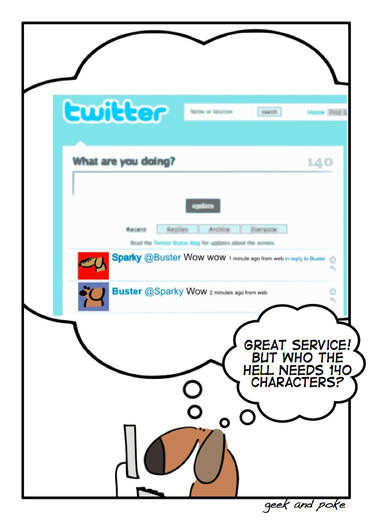 twitter
Name or location search Home
What are you doing? 140
update
Recent Replies Archive Everyone
Read the Twitter Status blog for updates about the service.
Sparky @Buster Wow wow 1 minute ago from web in reply to Buster
Buster @Sparky Wow 2 minutes ago from web
GREAT SERVICE!
BUT WHO THE
HELL NEEDS 140
CHARACTERS?
geek and poke